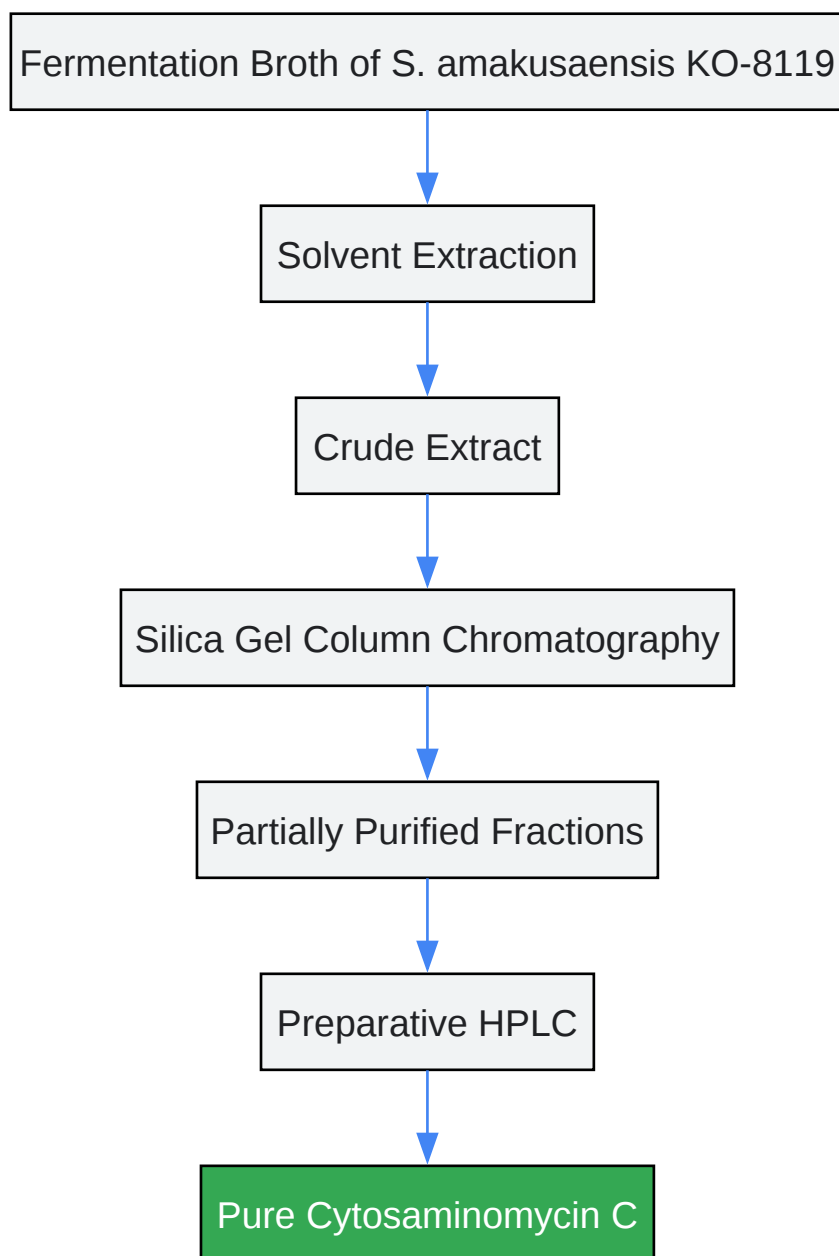 Fermentation Broth of S. amakusaensis KO-8119
Solvent Extraction
Crude Extract
Silica Gel Column Chromatography
Partially Purified Fractions
Preparative HPLC
Pure Cytosaminomycin C